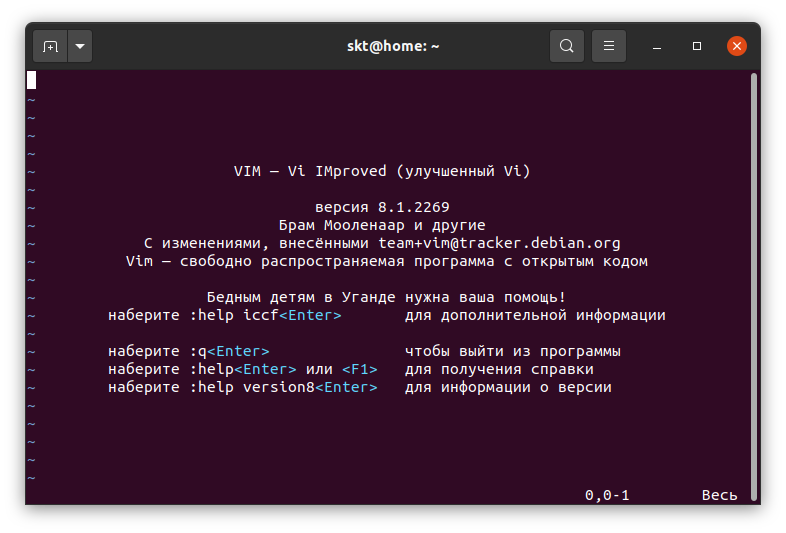 skt@home: ~
~
~
~
~
~ VIM – Vi IMproved (улучшенный Vi)
~
~ версия 8.1.2269
~ Брам Мооленаар и другие
~ С изменениями, внесёнными team+vim@tracker.debian.org
~ Vim – свободно распространяемая программа с открытым кодом
~
~ Бедным детям в Уганде нужна ваша помощь!
~ наберите :help iccf<Enter> для дополнительной информации
~
~ наберите :q<Enter> чтобы выйти из программы
~ наберите :help<Enter> или <F1> для получения справки
~ наберите :help version8<Enter> для информации о версии
~
~
~
~
~
0,0-1 Весь